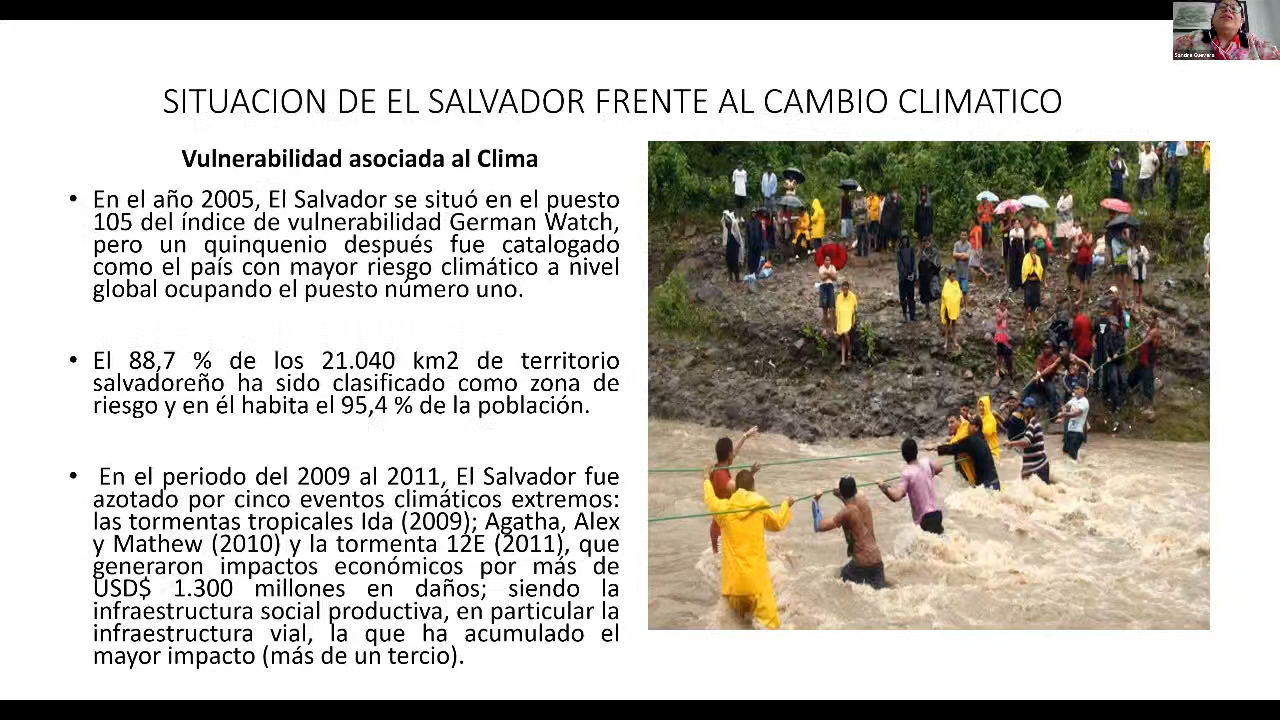 Sandra Guevara
SITUACION DE EL SALVADOR FRENTE AL CAMBIO CLIMATICO
Vulnerabilidad asociada al Clima
• En el año 2005, El Salvador se situó en el puesto
105 del índice de vulnerabilidad German Watch,
pero un quinquenio después fue catalogado
como el país con mayor riesgo climático a nivel
global ocupando el puesto número uno.
• El 88,7 % de los 21.040 km2 de territorio
salvadoreño ha sido clasificado como zona de
riesgo y en él habita el 95,4 % de la población.
• En el periodo del 2009 al 2011, El Salvador fue
azotado por cinco eventos climáticos extremos:
las tormentas tropicales Ida (2009); Agatha, Alex
y Mathew (2010) y la tormenta 12E (2011), que
generaron impactos económicos por más de
USD$ 1.300 millones en daños; siendo la
infraestructura social productiva, en particular la
infraestructura vial, la que ha acumulado el
mayor impacto (más de un tercio).